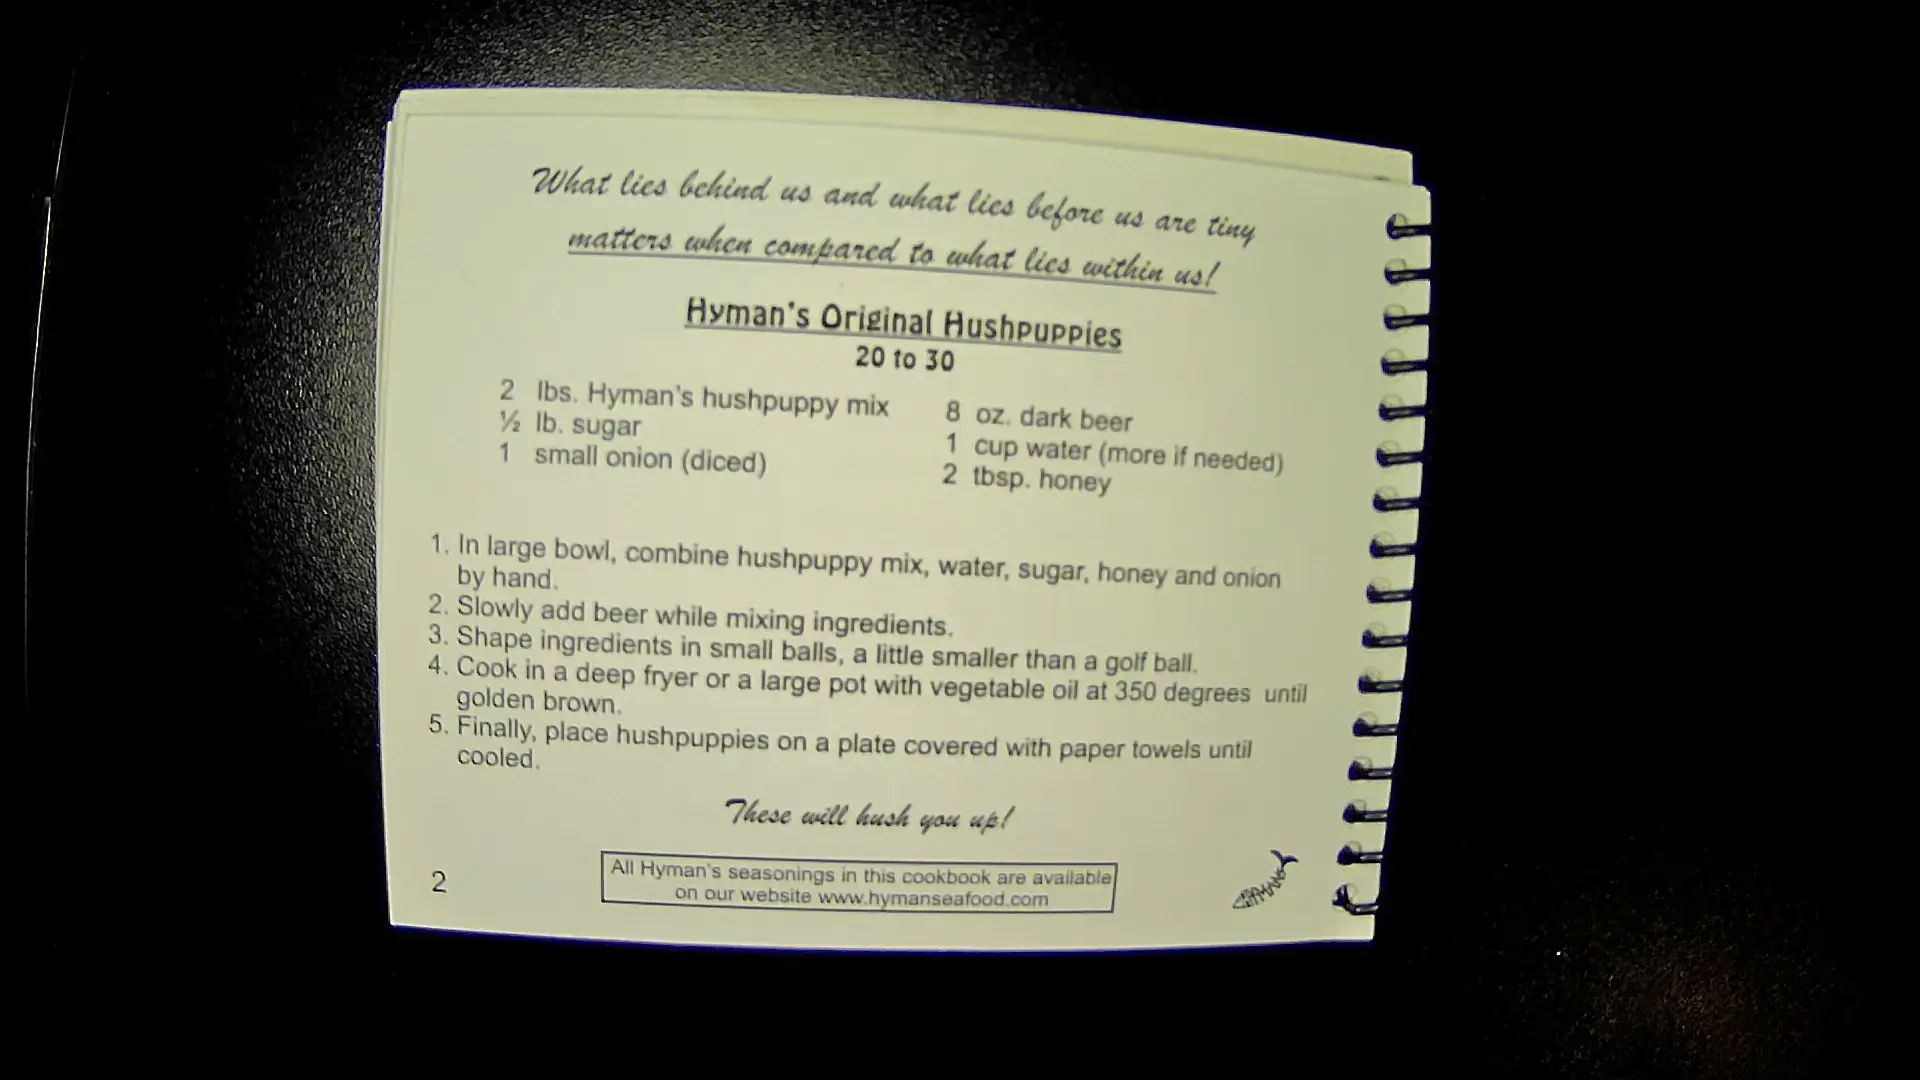 What lies behind us and what lies before us are tiny
matters when compared to what lies within us!
Hyman's Original Hushpuppies
20 to 30
2 lbs. Hyman's hushpuppy mix
½ lb. sugar
1 small onion (diced)
8 oz. dark beer
1 cup water (more if needed)
2 tbsp. honey
1. In large bowl, combine hushpuppy mix, water, sugar, honey and onion
by hand.
2. Slowly add beer while mixing ingredients.
3. Shape ingredients in small balls, a little smaller than a golf ball.
4. Cook in a deep fryer or a large pot with vegetable oil at 350 degrees until
golden brown.
5. Finally, place hushpuppies on a plate covered with paper towels until
cooled.
These will hush you up!
All Hyman's seasonings in this cookbook are available
on our website www.hymanseafood.com
2